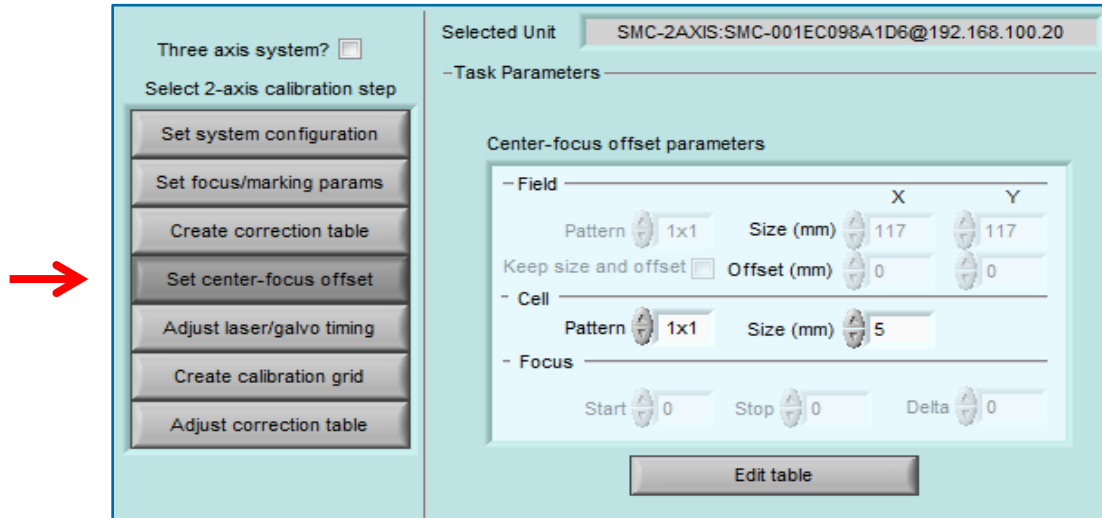 Three axis system?
Select 2-axis calibration step
Set system configuration
Set focus/marking params
Create correction table
Set center-focus offset
Adjust laser/galvo timing
Create calibration grid
Adjust correction table
Selected Unit SMC-2AXIS:SMC-001EC098A1D6@192.168.100.20
Task Parameters
Center-focus offset parameters
Field
X Y
Pattern 1x1 Size (mm) 117 117
Keep size and offset Offset (mm) 0 0
Cell
Pattern 1x1 Size (mm) 5
Focus
Start 0 Stop 0 Delta 0
Edit table